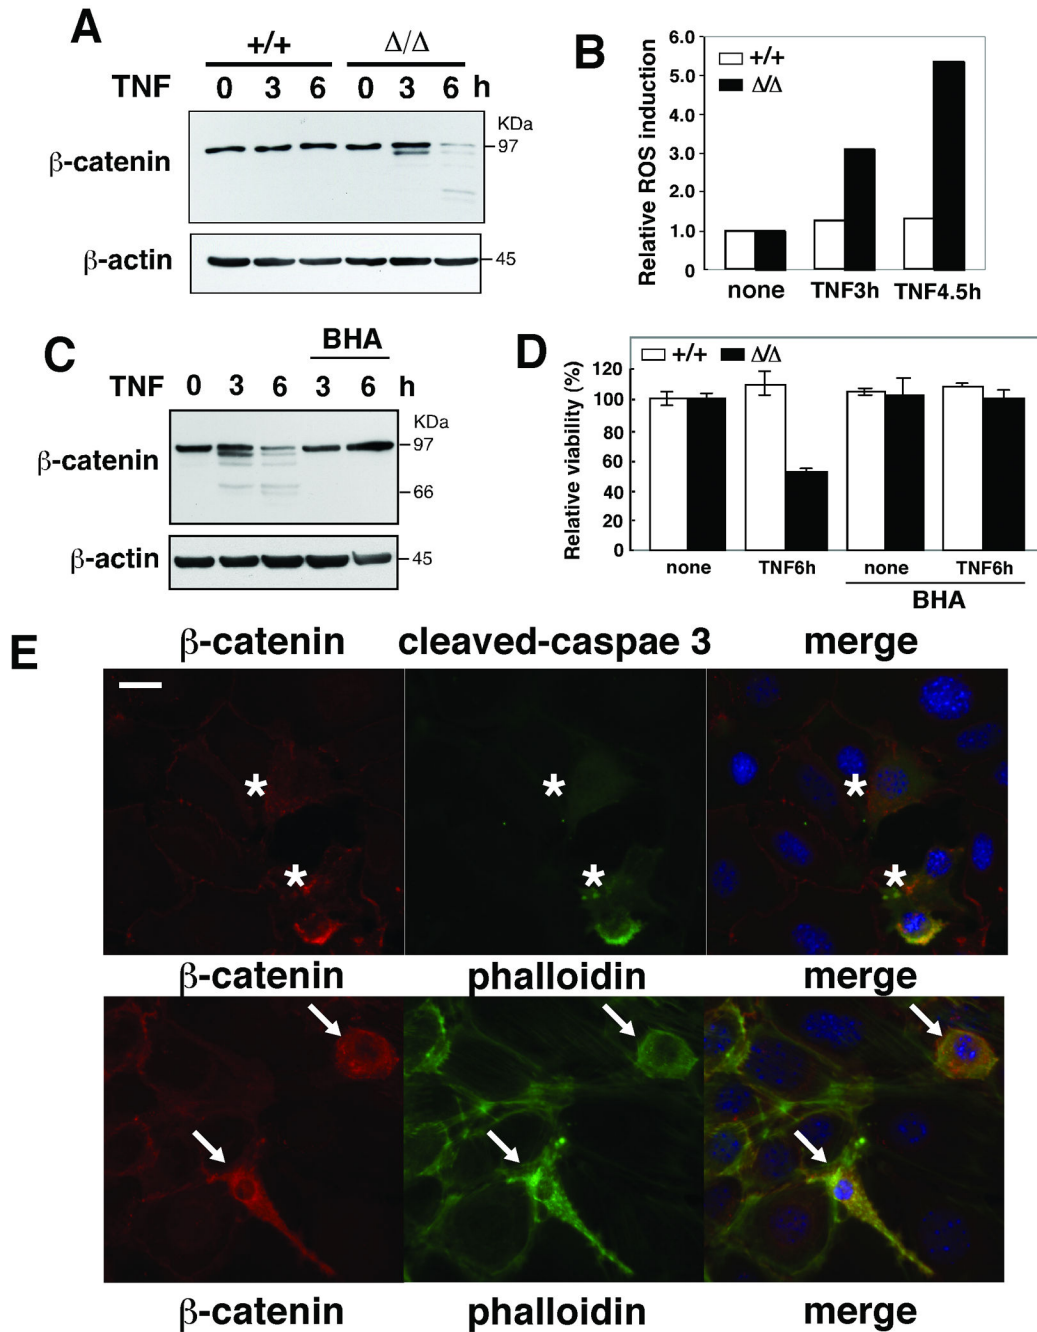 A
+/+ Δ/Δ
TNF 0 3 6 0 3 6 h
KDa
β-catenin
97
β-actin
45
B
+/+
Δ/Δ
Relative ROS induction
6.0
5.0
4.0
3.0
2.0
1.0
0
none TNF3h TNF4.5h
C
BHA
TNF 0 3 6 3 6 h
KDa
β-catenin
97
66
β-actin
45
D
+/+ Δ/Δ
Relative viability (%)
120
100
80
60
40
20
0
none TNF6h none TNF6h
BHA
E
β-catenin cleaved-caspae 3 merge
* * *
* * *
β-catenin phalloidin merge
β-catenin phalloidin merge